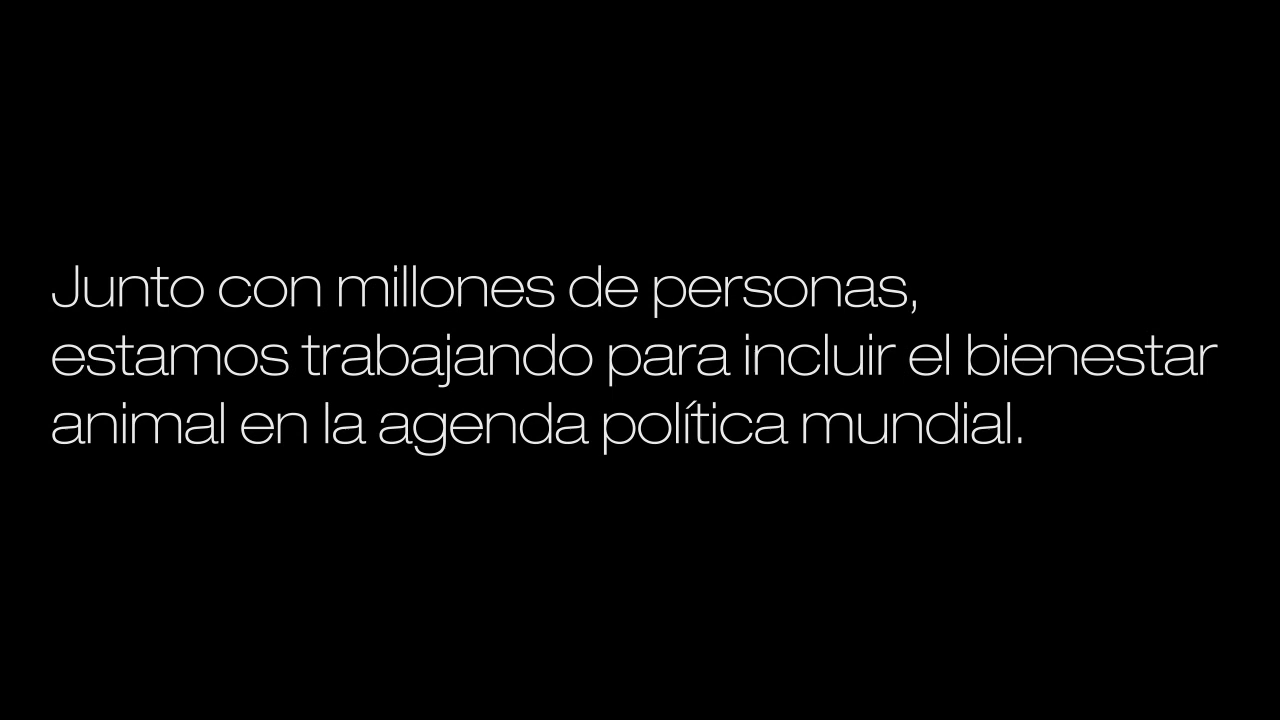 Junto con millones de personas,
estamos trabajando para incluir el bienestar
animal en la agenda política mundial.